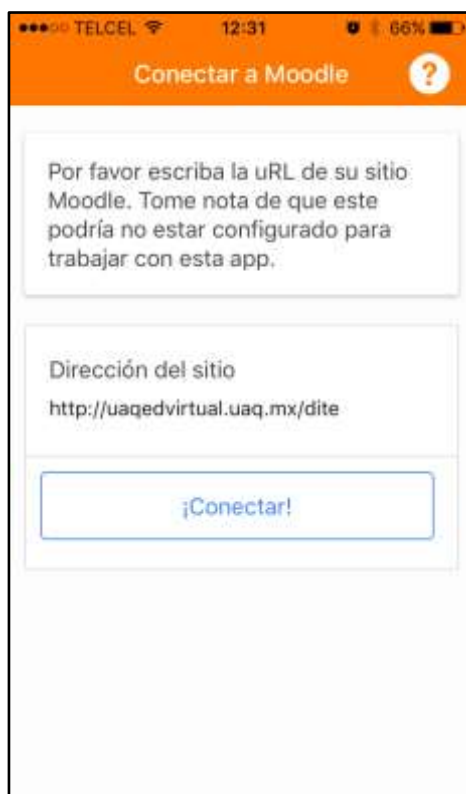 TELCEL 12:31 66%
Conectar a Moodle ?
Por favor escriba la uRL de su sitio
Moodle. Tome nota de que este
podría no estar configurado para
trabajar con esta app.
Dirección del sitio
http://uaqedvirtual.uaq.mx/dite
¡Conectar!